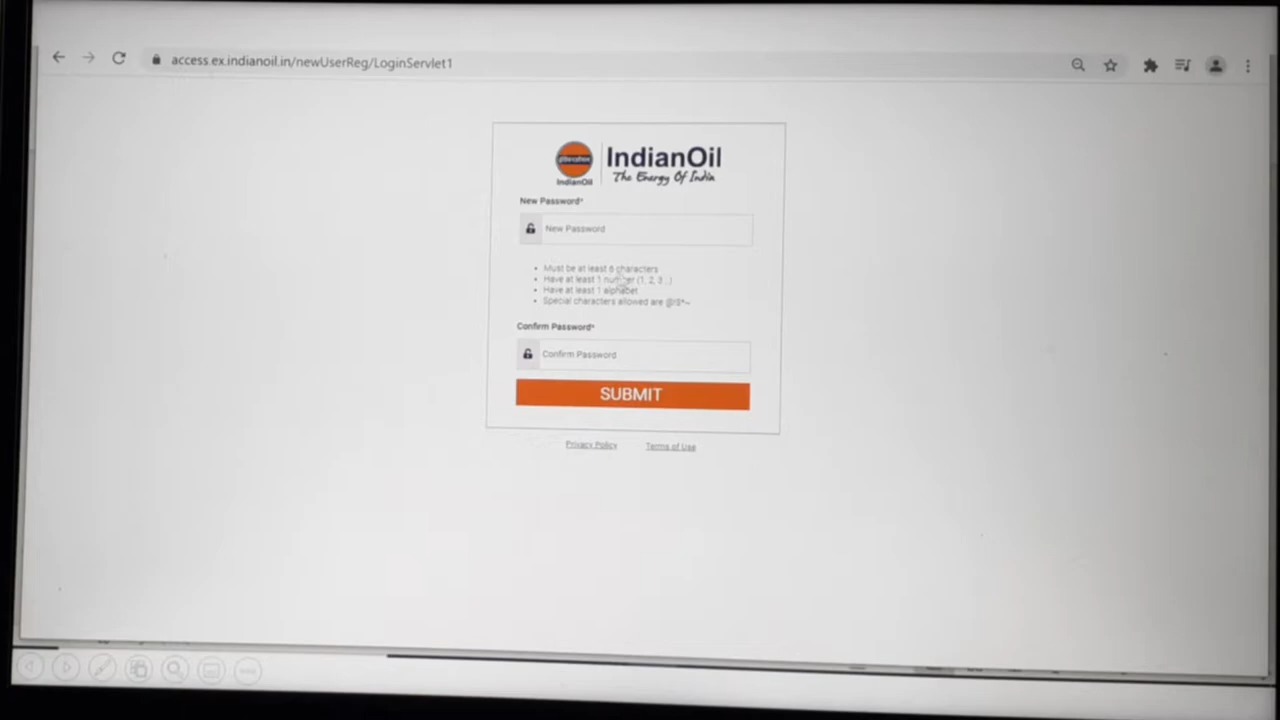 access.ex.indianoil.in/newUserReg/LoginServlet1
IndianOil
IndianOil
The Energy Of India
New Password*
New Password
Must be at least 6 characters
Have at least 1 number (1, 2, 3...)
Have at least 1 alphabet
Special characters allowed are @!$*~
Confirm Password*
Confirm Password
SUBMIT
Privacy Policy Terms of Use